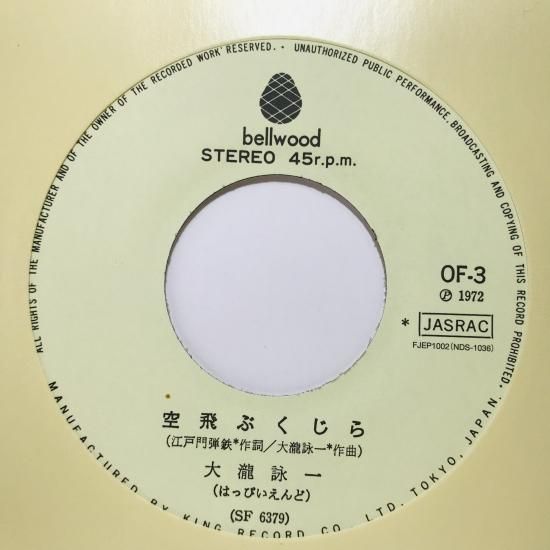 ALL RIGHTS OF THE MANUFACTURER AND OF THE OWNER OF THE RECORDED WORK RESERVED. • UNAUTHORIZED PUBLIC PERFORMANCE, BROADCASTING AND COPYING OF THIS RECORD PROHIBITED.
bellwood
STEREO 45r.p.m.
OF-3
Ⓟ 1972
* JASRAC
FJEP1002(NDS-1036)
空飛ぶくじら
(江戸門弾鉄*作詞/大瀧詠一*作曲)
大瀧詠一
(はっぴいえんど)
(SF 6379)
MANUFACTURED BY KING RECORD CO. LTD. TOKYO, JAPAN.